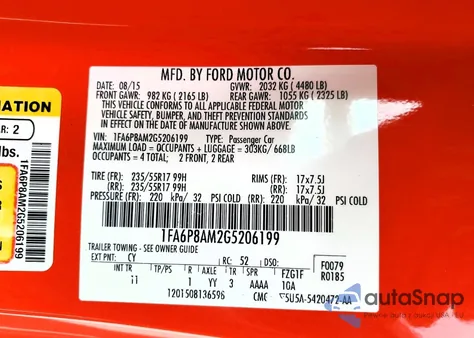 MFD. BY FORD MOTOR CO.
DATE: 08/15 GVWR: 2032 KG ( 4480 LB)
FRONT GAWR: 982 KG ( 2165 LB) REAR GAWR: 1055 KG ( 2325 LB)
THIS VEHICLE CONFORMS TO ALL APPLICABLE FEDERAL MOTOR
VEHICLE SAFETY, BUMPER, AND THEFT PREVENTION STANDARDS
IN EFFECT ON THE DATE OF MANUFACTURE SHOWN ABOVE.
VIN: 1FA6P8AM2G5206199 TYPE: Passenger Car
MAXIMUM LOAD = OCCUPANTS + LUGGAGE = 303KG/ 668LB
OCCUPANTS = 4 TOTAL: 2 FRONT, 2 REAR
TIRE (FR): 235/55R17 99H RIMS (FR): 17x7.5J
TIRE (RR): 235/55R17 99H (RR): 17x7.5J
PRESSURE (FR): 220 kPa/ 32 PSI COLD (RR): 220 kPa/ 32 PSI COLD
1FA6P8AM2G5206199
TRAILER TOWING - SEE OWNER GUIDE
EXT PNT: CY RC: 52 F0079
R0185
TR TP/PS R AXLE TR SPR FZG1F
1 YY 3 AAAA 10A
1201508136596 CMC 5U5A-5420472-AA
MATION
R: 2
lbs.
1FA6P8AM2G5206199
autoSnap